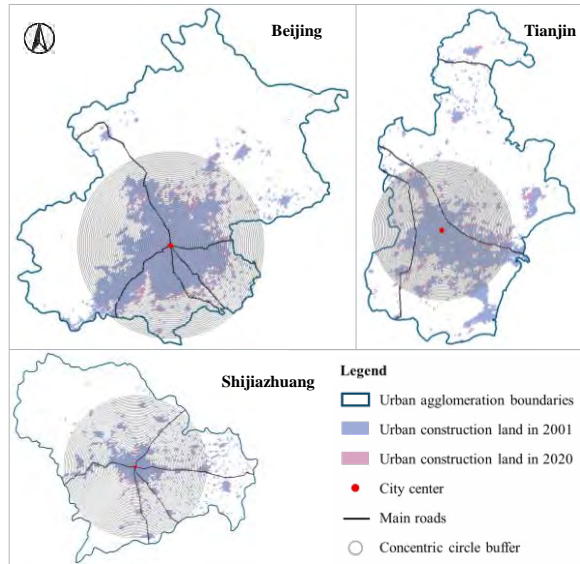 Beijing
Tianjin
Shijiazhuang
Legend
Urban agglomeration boundaries
Urban construction land in 2001
Urban construction land in 2020
City center
Main roads
Concentric circle buffer